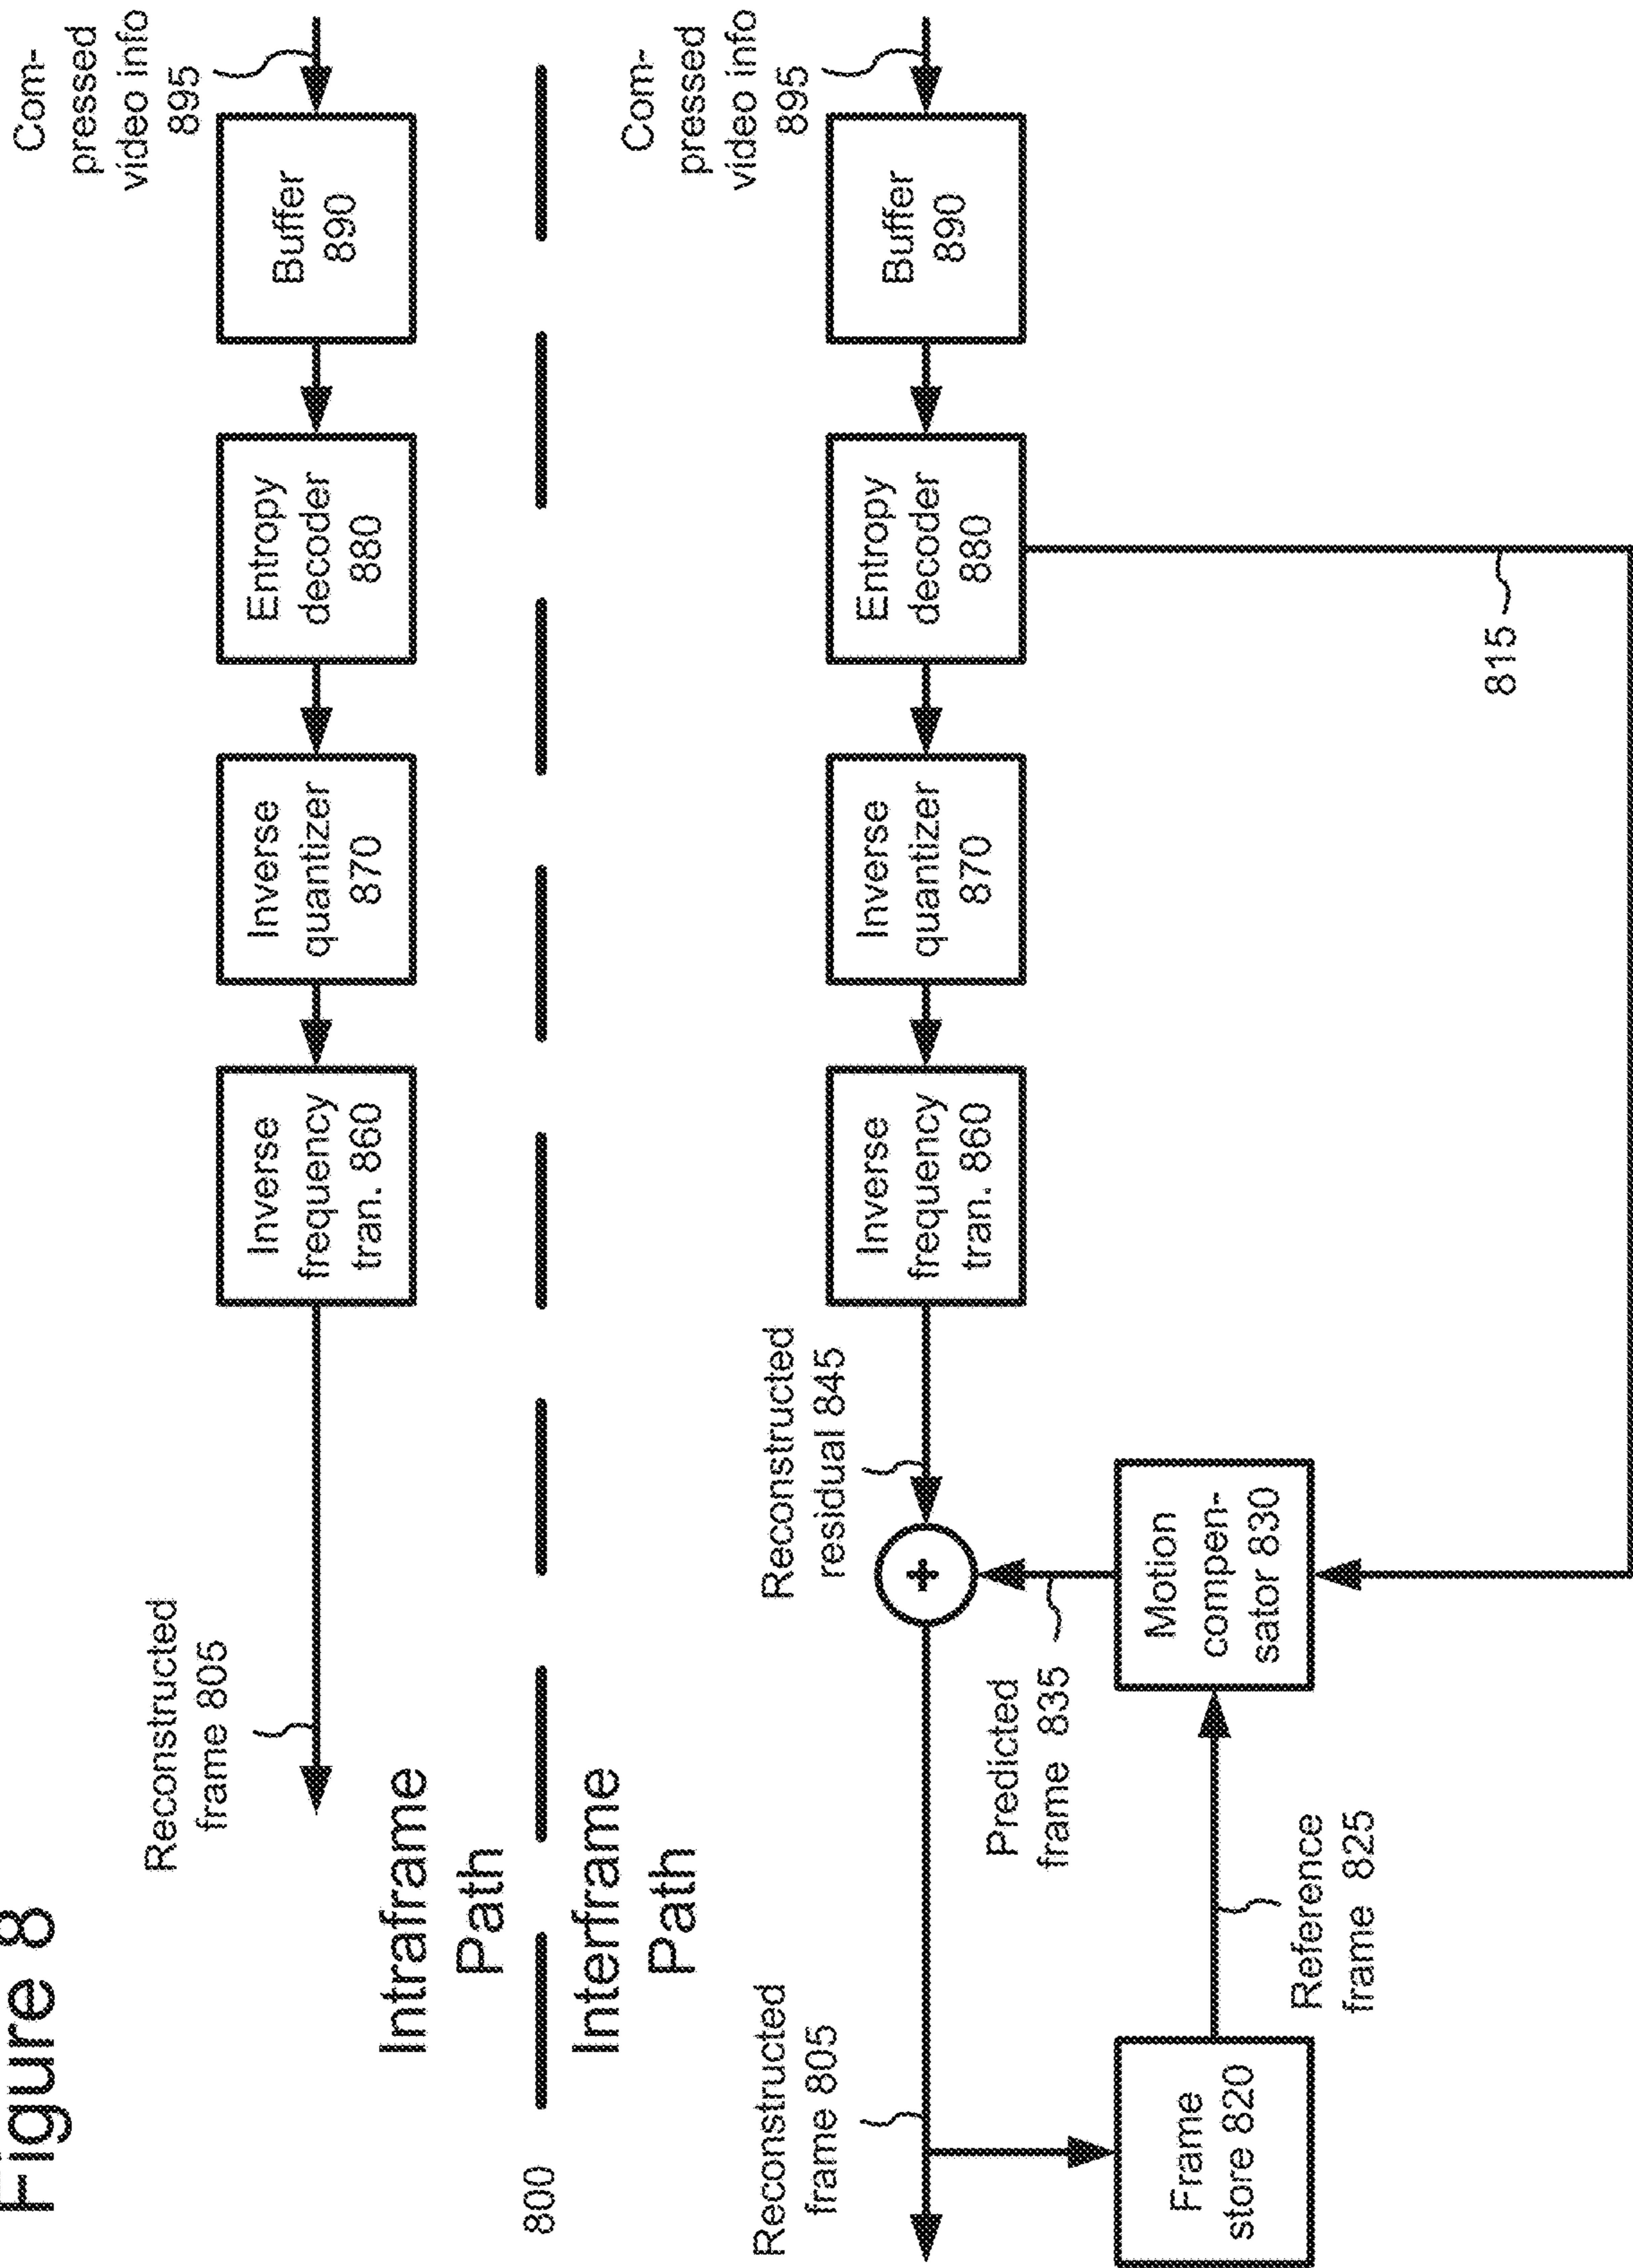 Figure 8
Reconstructed
frame 805
Inverse
frequency
tran. 860
Inverse
quantizer
870
Entropy
decoder
880
Buffer
890
Com-
pressed
video info
895
Intraframe
Path
800
Interframe
Path
Reconstructed
frame 805
Reconstructed
residual 845
+
Inverse
frequency
tran. 860
Inverse
quantizer
870
Entropy
decoder
880
Buffer
890
Com-
pressed
video info
895
Predicted
frame 835
Frame
store 820
Reference
frame 825
Motion
compen-
sator 830
815